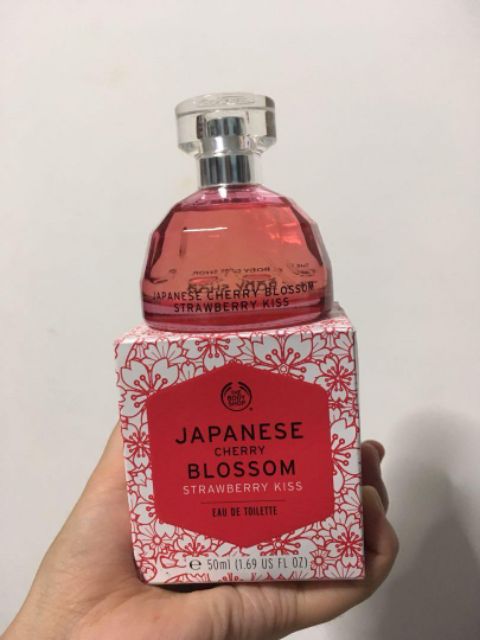 JAPANESE CHERRY BLOSSOM
STRAWBERRY KISS
THE
BODY
SHOP
JAPANESE
CHERRY
BLOSSOM
STRAWBERRY KISS
EAU DE TOILETTE
℮ 50ml (1.69 US FL OZ)